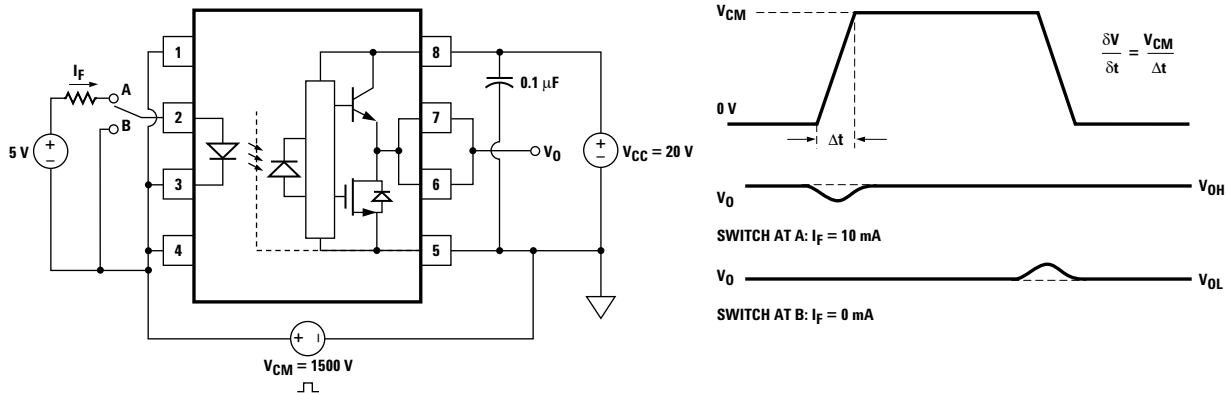 1
2
3
4
8
7
6
5
I_F
A
B
5 V
+
–
0.1 µF
V_O
+
–
V_CC = 20 V
+
–
V_CM = 1500 V
V_CM
0 V
Δt
δV/δt = V_CM/Δt
V_O
V_OH
SWITCH AT A: I_F = 10 mA
V_O
V_OL
SWITCH AT B: I_F = 0 mA